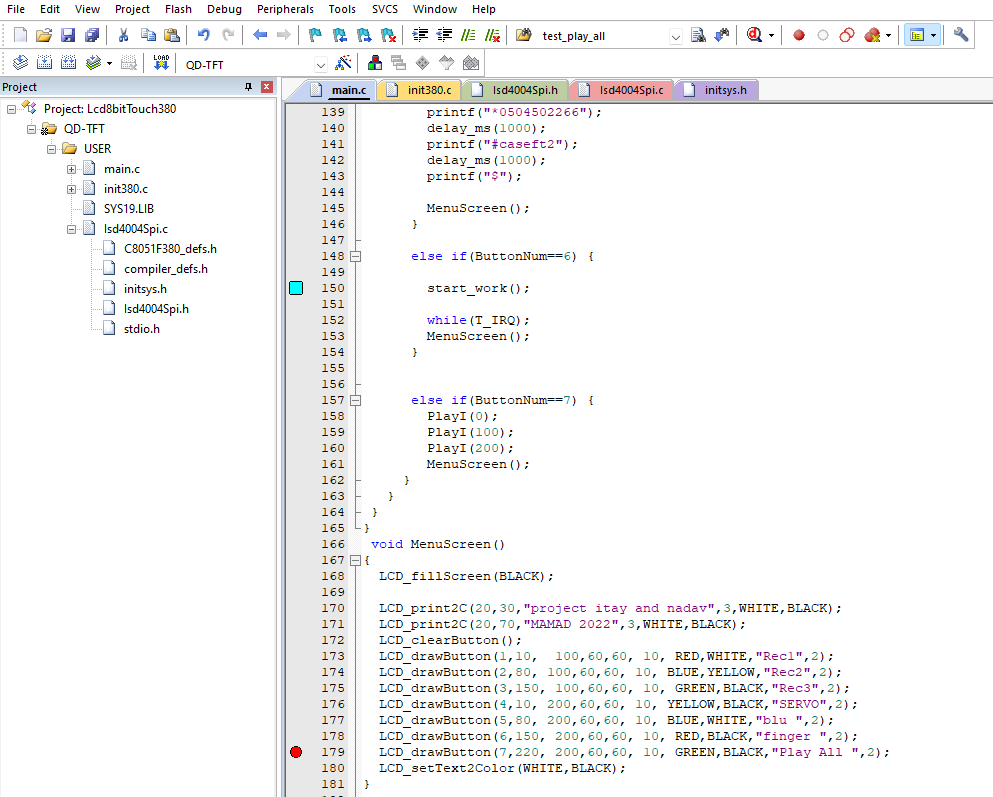 File Edit View Project Flash Debug Peripherals Tools SVCS Window Help
test_play_all
LOAD QD-TFT
Project
main.c init380.c lsd4004Spi.h lsd4004Spi.c initsys.h
Project: Lcd8bitTouch380
QD-TFT
USER
main.c
init380.c
SYS19.LIB
lsd4004Spi.c
C8051F380_defs.h
compiler_defs.h
initsys.h
lsd4004Spi.h
stdio.h
139 printf("*0504502266");
140 delay_ms(1000);
141 printf("#caseft2");
142 delay_ms(1000);
143 printf("$");
144
145 MenuScreen();
146 }
147
148 else if(ButtonNum==6) {
149
150 start_work();
151
152 while(T_IRQ);
153 MenuScreen();
154 }
155
156
157 else if(ButtonNum==7) {
158 PlayI(0);
159 PlayI(100);
160 PlayI(200);
161 MenuScreen();
162 }
163 }
164 }
165 }
166 void MenuScreen()
167 {
168 LCD_fillScreen(BLACK);
169
170 LCD_print2C(20,30,"project itay and nadav",3,WHITE,BLACK);
171 LCD_print2C(20,70,"MAMAD 2022",3,WHITE,BLACK);
172 LCD_clearButton();
173 LCD_drawButton(1,10,  100,60,60, 10, RED,WHITE,"Rec1",2);
174 LCD_drawButton(2,80, 100,60,60, 10, BLUE,YELLOW,"Rec2",2);
175 LCD_drawButton(3,150, 100,60,60, 10, GREEN,BLACK,"Rec3",2);
176 LCD_drawButton(4,10, 200,60,60, 10, YELLOW,BLACK,"SERVO",2);
177 LCD_drawButton(5,80, 200,60,60, 10, BLUE,WHITE,"blu ",2);
178 LCD_drawButton(6,150, 200,60,60, 10, RED,BLACK,"finger ",2);
179 LCD_drawButton(7,220, 200,60,60, 10, GREEN,BLACK,"Play All ",2);
180 LCD_setText2Color(WHITE,BLACK);
181 }